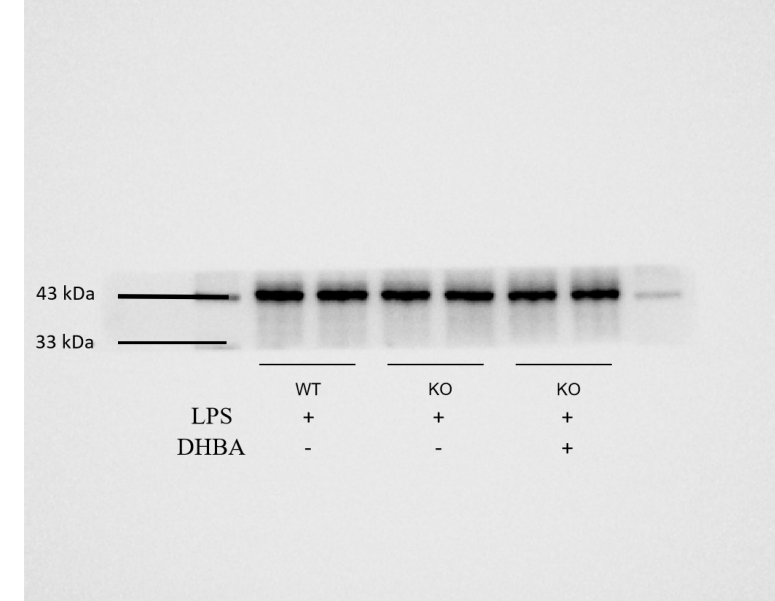 43 kDa
33 kDa
WT KO KO
LPS + + +
DHBA - - +